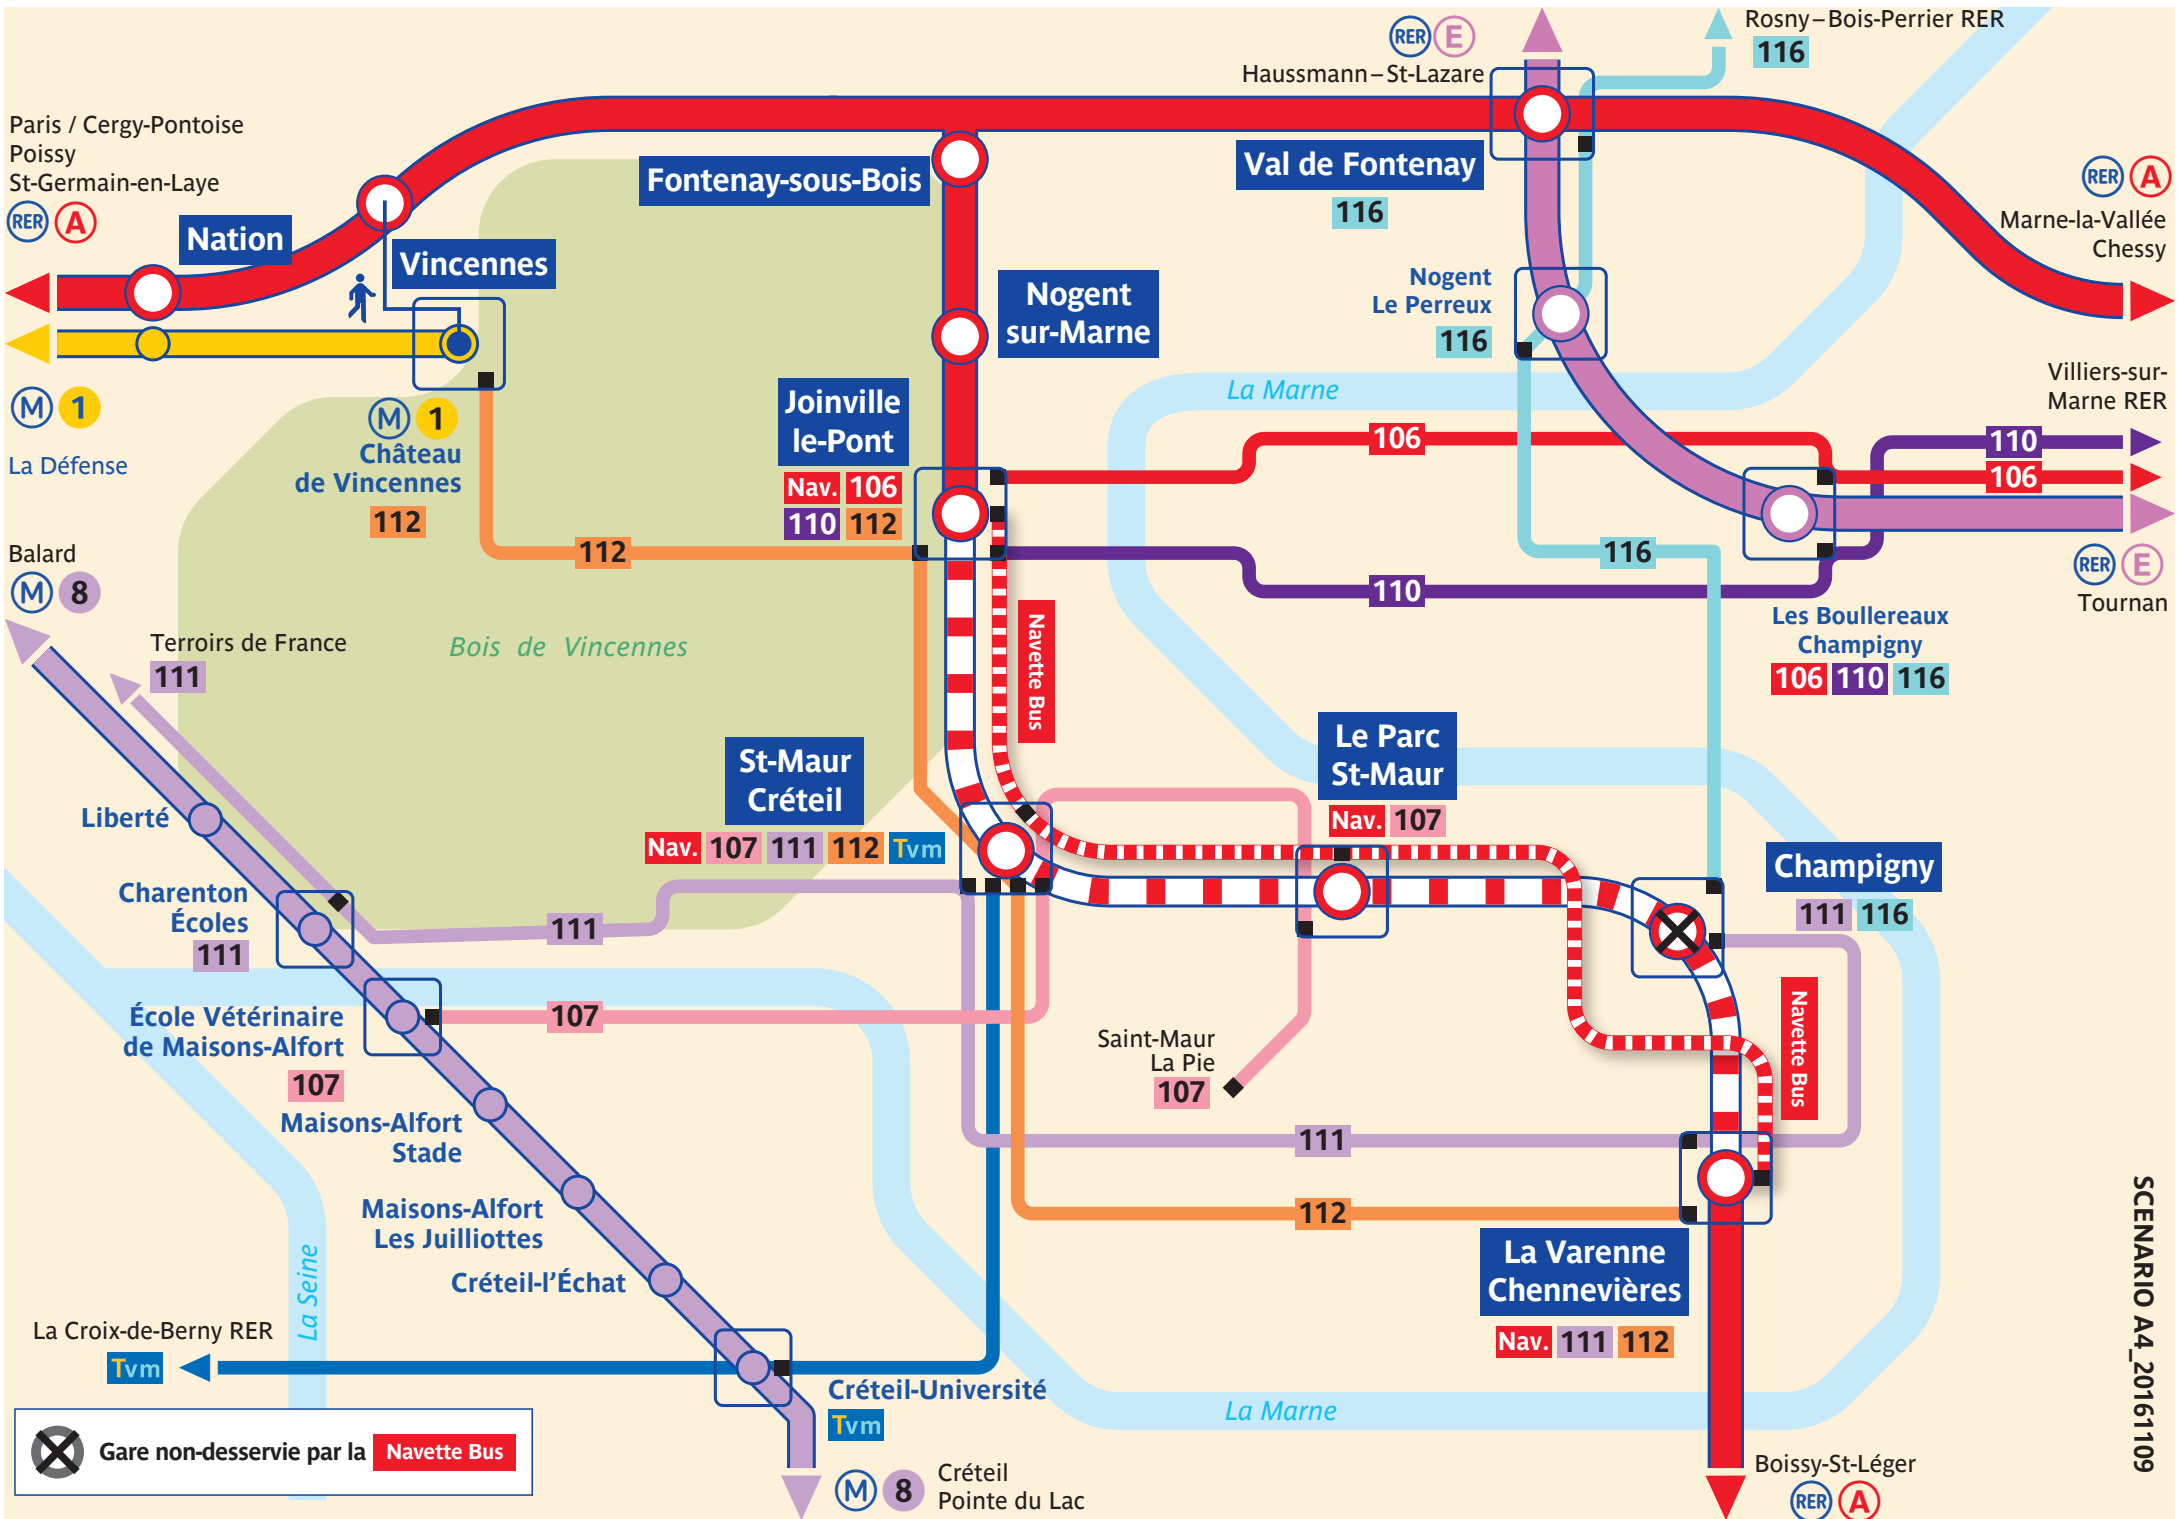 RER E
Haussmann – St-Lazare
Rosny – Bois-Perrier RER
116
Paris / Cergy-Pontoise
Poissy
St-Germain-en-Laye
RER A
Nation
Vincennes
Fontenay-sous-Bois
Val de Fontenay
116
RER A
Marne-la-Vallée
Chessy
Nogent
sur-Marne
Nogent
Le Perreux
116
M 1
La Défense
M 1
Château
de Vincennes
112
Joinville
le-Pont
Nav. 106
110 112
La Marne
Villiers-sur-
Marne RER
106
110
106
112
116
110
RER E
Tournan
Les Boullereaux
Champigny
106 110 116
Balard
M 8
Terroirs de France
111
Bois de Vincennes
Navette Bus
St-Maur
Créteil
Nav. 107 111 112 Tvm
Le Parc
St-Maur
Nav. 107
Champigny
111 116
Liberté
Charenton
Écoles
111
111
École Vétérinaire
de Maisons-Alfort
107
107
Saint-Maur
La Pie
107
Navette Bus
Maisons-Alfort
Stade
111
Maisons-Alfort
Les Juilliottes
112
Créteil-l'Échat
La Varenne
Chennevières
Nav. 111 112
La Seine
La Croix-de-Berny RER
Tvm
Créteil-Université
Tvm
La Marne
Gare non-desservie par la Navette Bus
M 8
Créteil
Pointe du Lac
Boissy-St-Léger
RER A
SCENARIO A4_20161109